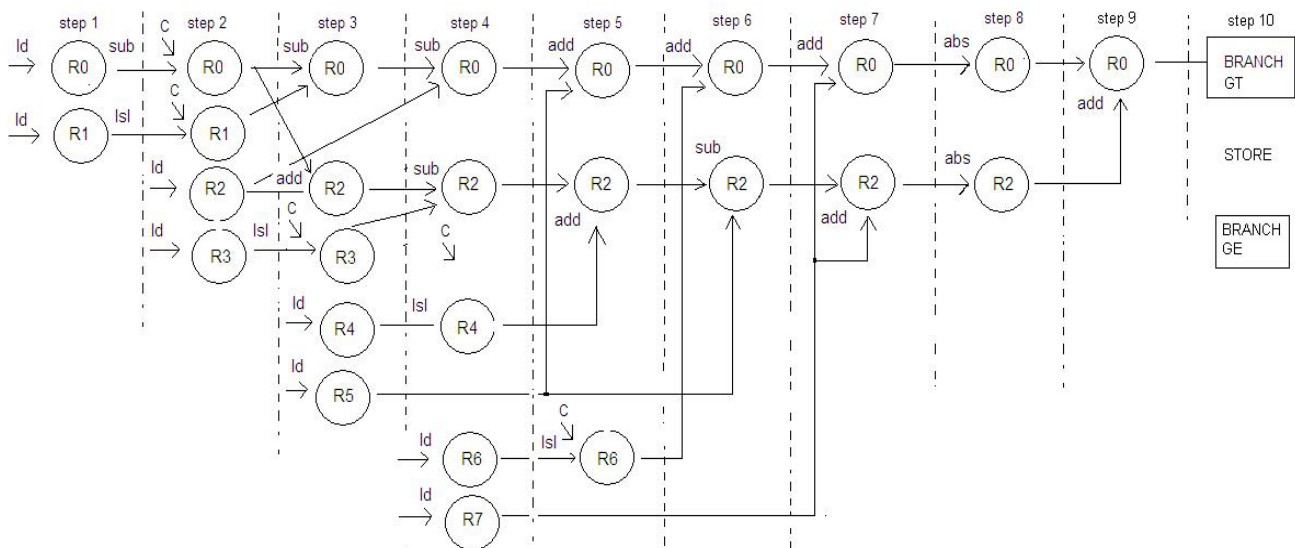 step 1 step 2 step 3 step 4 step 5 step 6 step 7 step 8 step 9 step 10
ld R0 sub C R0 sub R0 sub R0 add R0 add R0 add R0 abs R0 R0 BRANCH
GT
add
ld R1 lsl C R1
STORE
ld R2 add R2 sub R2 R2 sub R2 R2 abs R2
add add
ld R3 lsl C R3 C
BRANCH
GE
ld R4 lsl R4
ld R5
ld R6 lsl C R6
ld R7